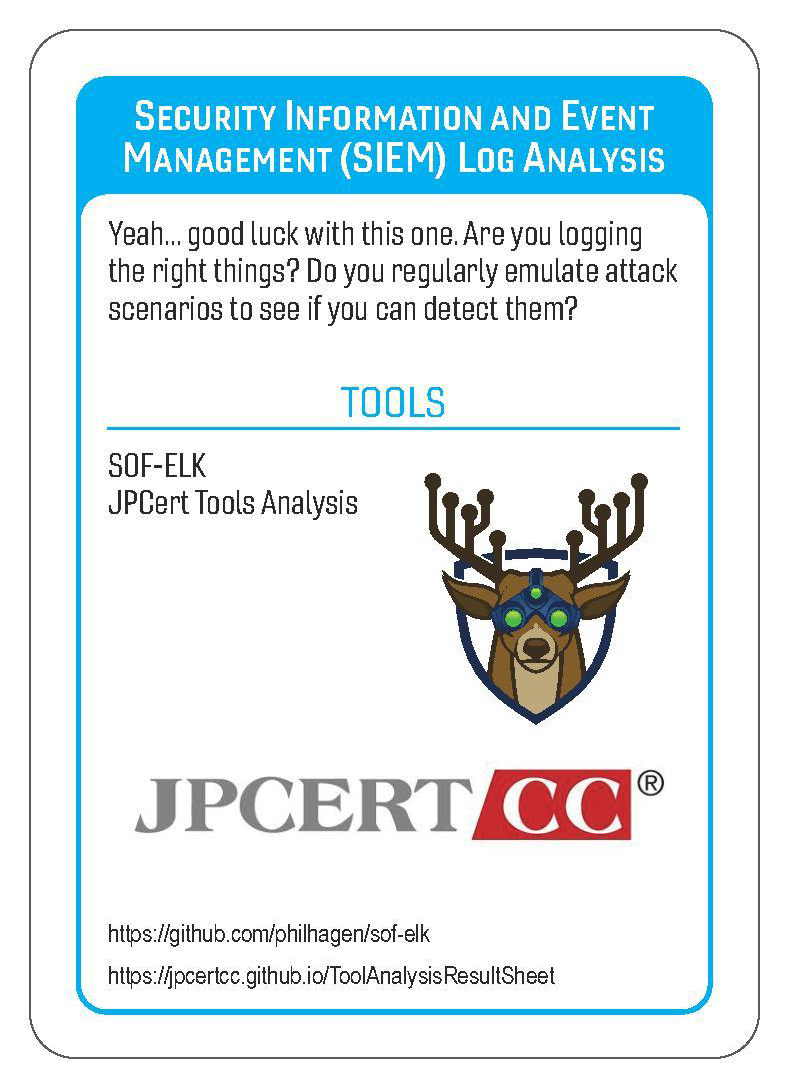 SECURITY INFORMATION AND EVENT
MANAGEMENT (SIEM) LOG ANALYSIS
Yeah... good luck with this one. Are you logging
the right things? Do you regularly emulate attack
scenarios to see if you can detect them?
TOOLS
SOF-ELK
JPCert Tools Analysis
JPCERT CC®
https://github.com/philhagen/sof-elk
https://jpcertcc.github.io/ToolAnalysisResultSheet